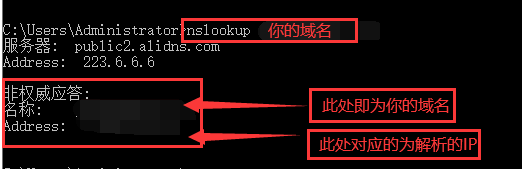 C:\Users\Administrator>nslookup 你的域名
服务器: public2.alidns.com
Address: 223.6.6.6
非权威应答:
名称:
此处即为你的域名
Address:
此处对应的为解析的IP